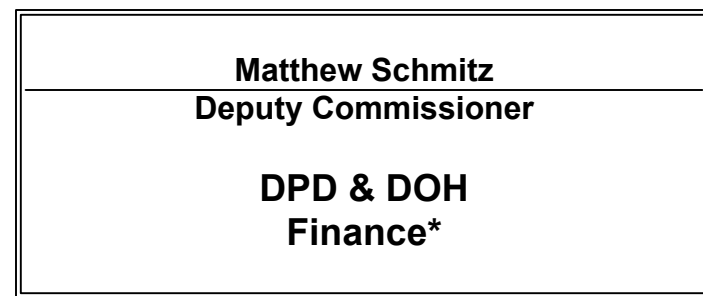 Matthew Schmitz
Deputy Commissioner
DPD & DOH
Finance*